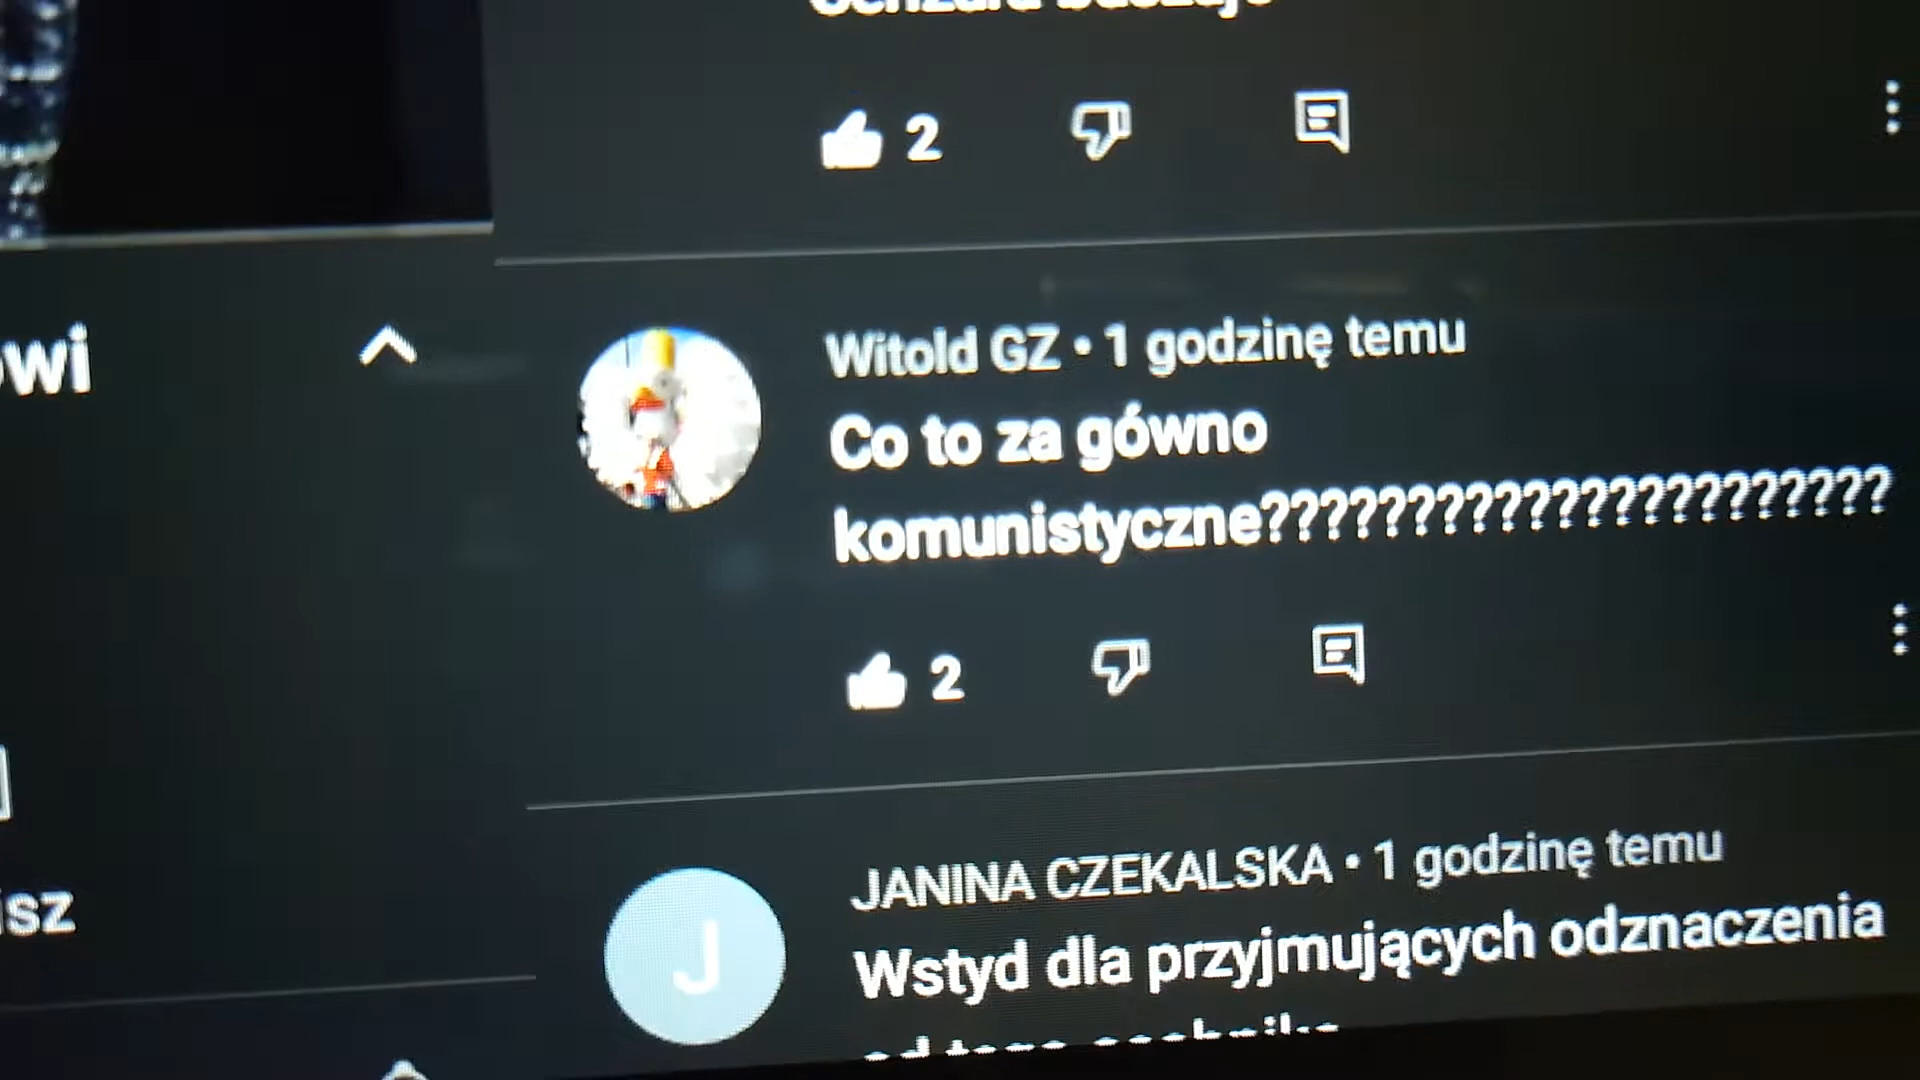 2
wi
Witold GZ • 1 godzinę temu
Co to za gówno
komunistyczne?????????????????????
2
JANINA CZEKALSKA • 1 godzinę temu
J
Wstyd dla przyjmujących odznaczenia
isz